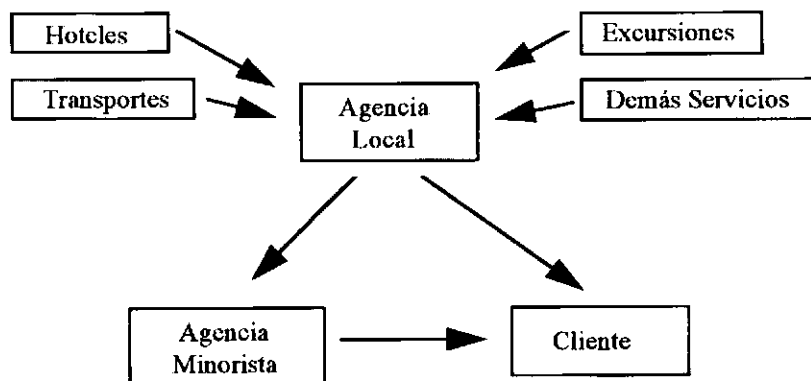 Hoteles
Excursiones
Transportes
Demás Servicios
Agencia
Local
Agencia
Minorista
Cliente